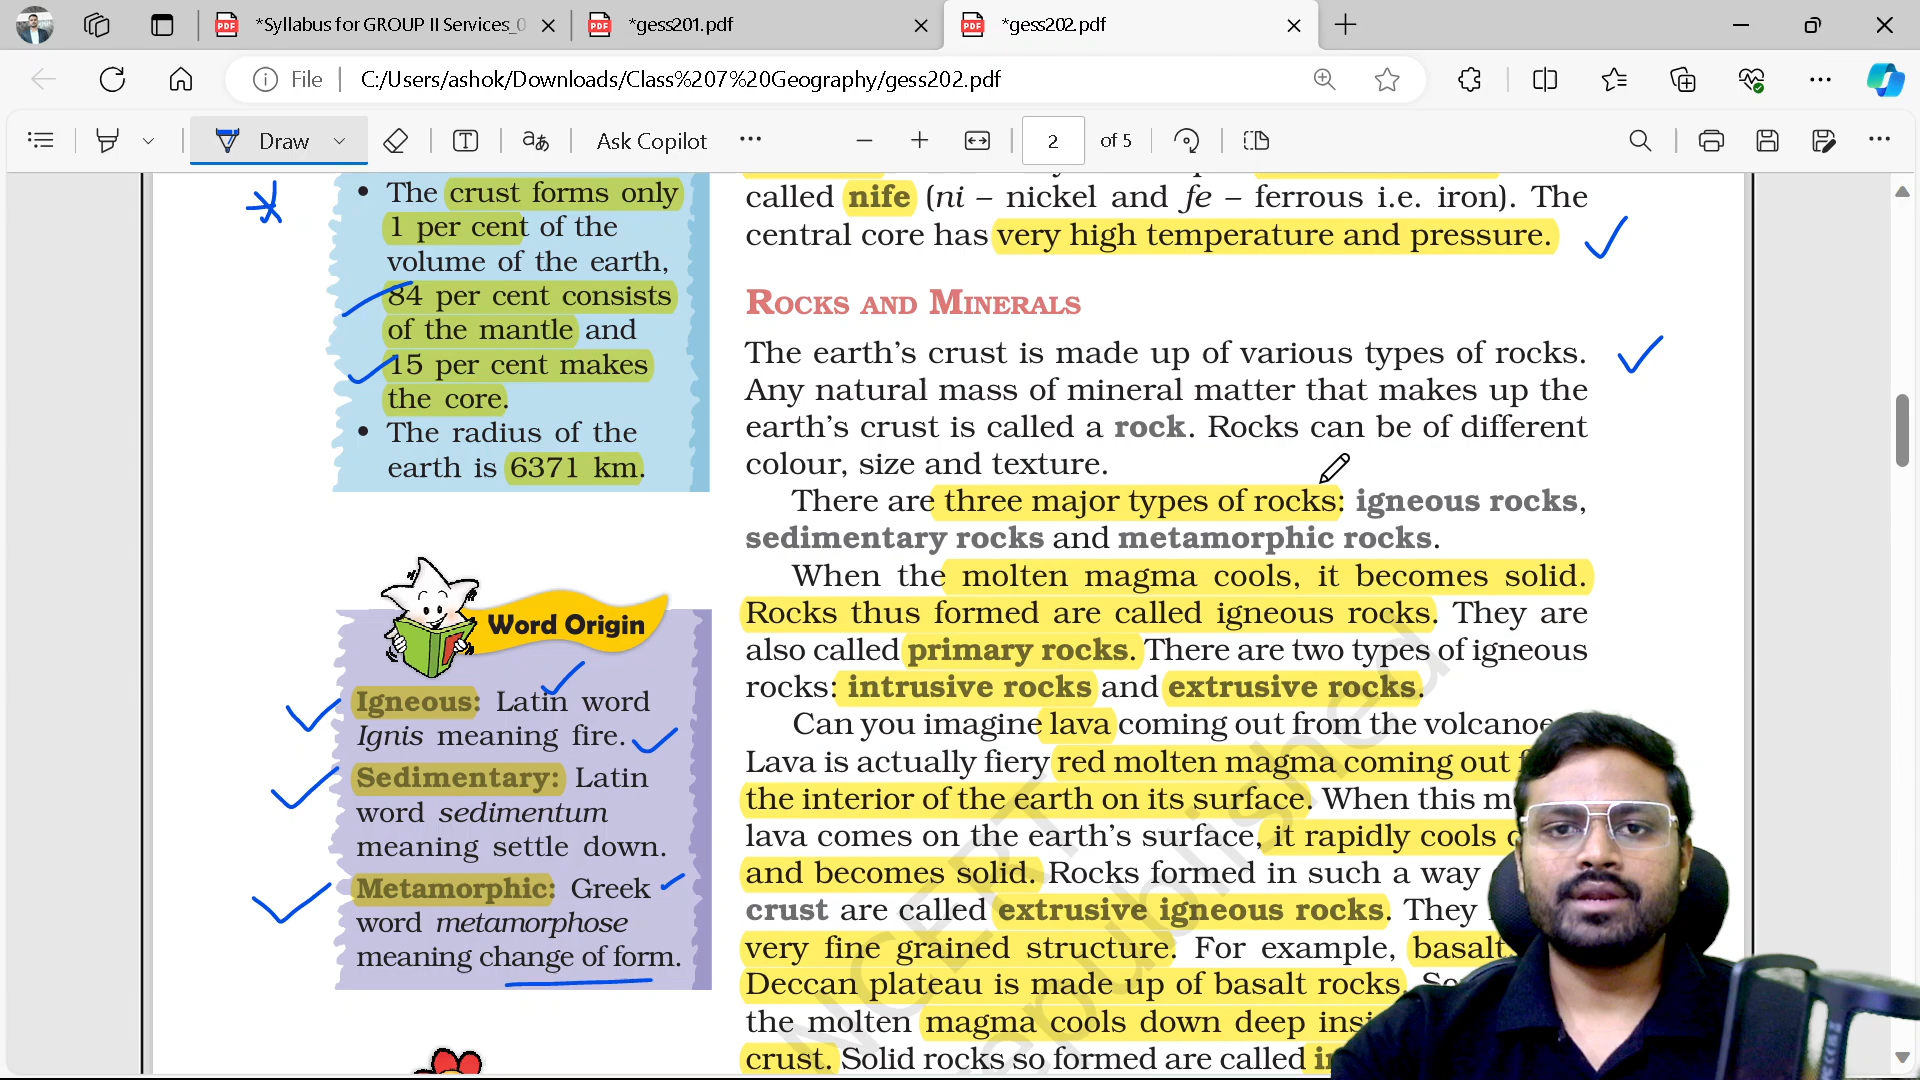 *Syllabus for GROUP II Services_0
*gess201.pdf
*gess202.pdf
File
C:/Users/ashok/Downloads/Class%207%20Geography/gess202.pdf
Draw
aあ
Ask Copilot
2
of 5
• The crust forms only
1 per cent of the
volume of the earth,
84 per cent consists
of the mantle and
15 per cent makes
the core.
• The radius of the
earth is 6371 km.
Word Origin
Igneous: Latin word
Ignis meaning fire.
Sedimentary: Latin
word sedimentum
meaning settle down.
Metamorphic: Greek
word metamorphose
meaning change of form.
called nife (ni – nickel and fe – ferrous i.e. iron). The
central core has very high temperature and pressure.
ROCKS AND MINERALS
The earth's crust is made up of various types of rocks.
Any natural mass of mineral matter that makes up the
earth's crust is called a rock. Rocks can be of different
colour, size and texture.
There are three major types of rocks: igneous rocks,
sedimentary rocks and metamorphic rocks.
When the molten magma cools, it becomes solid.
Rocks thus formed are called igneous rocks. They are
also called primary rocks. There are two types of igneous
rocks: intrusive rocks and extrusive rocks.
Can you imagine lava coming out from the volcanoe
Lava is actually fiery red molten magma coming out
the interior of the earth on its surface. When this
lava comes on the earth's surface, it rapidly cools
and becomes solid. Rocks formed in such a way
crust are called extrusive igneous rocks. They
very fine grained structure. For example, basalt
Deccan plateau is made up of basalt rocks.
the molten magma cools down deep
crust. Solid rocks so formed are called
NCERT